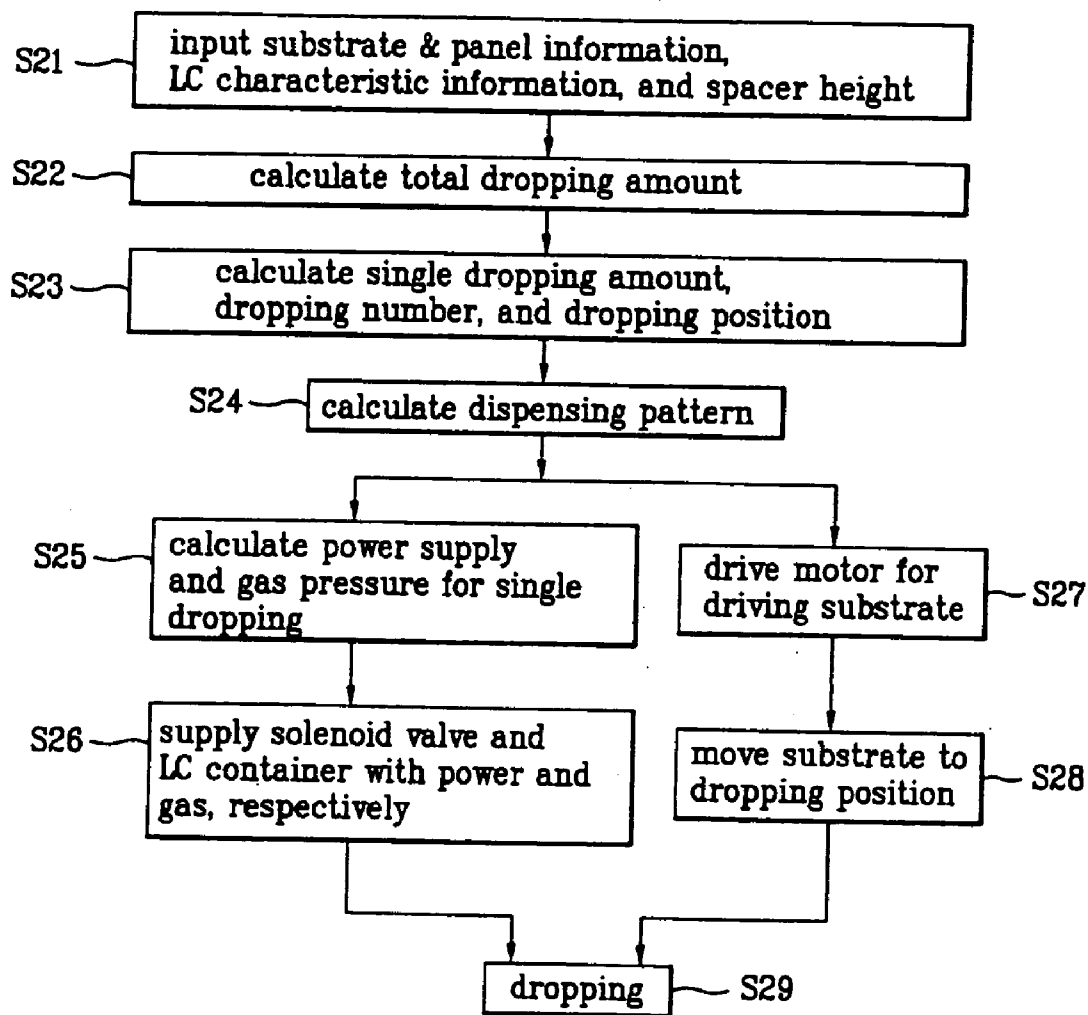 S21
input substrate & panel information,
LC characteristic information, and spacer height
S22
calculate total dropping amount
S23
calculate single dropping amount,
dropping number, and dropping position
S24
calculate dispensing pattern
S25
calculate power supply
and gas pressure for single
dropping
S27
drive motor for
driving substrate
S26
supply solenoid valve and
LC container with power and
gas, respectively
S28
move substrate to
dropping position
S29
dropping